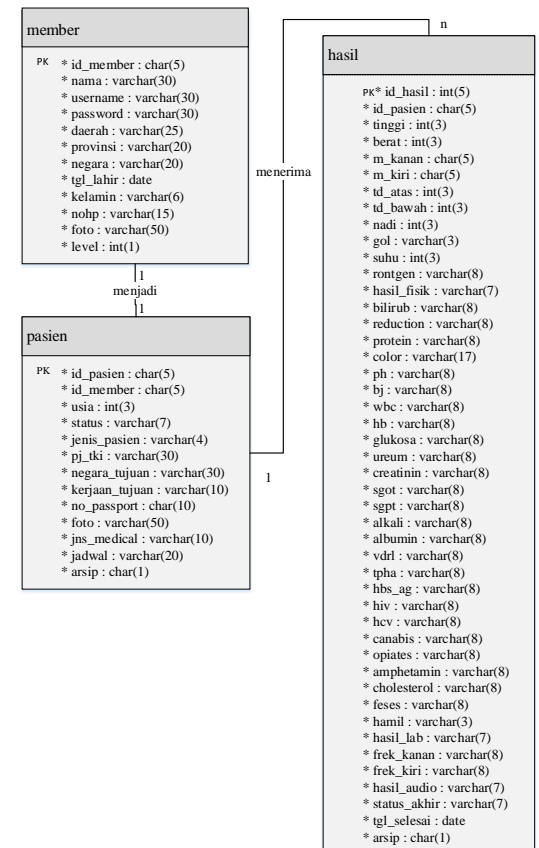 member
PK * id_member : char(5)
* nama : varchar(30)
* username : varchar(30)
* password : varchar(30)
* daerah : varchar(25)
* provinsi : varchar(20)
* negara : varchar(20)
* tgl_lahir : date
* kelamin : varchar(6)
* nohp : varchar(15)
* foto : varchar(50)
* level : int(1)
1
menjadi
1
pasien
PK * id_pasien : char(5)
* id_member : char(5)
* usia : int(3)
* status : varchar(7)
* jenis_pasien : varchar(4)
* pj_tki : varchar(30)
* negara_tujuan : varchar(30)
* kerjaan_tujuan : varchar(10)
* no_passport : char(10)
* foto : varchar(50)
* jns_medical : varchar(10)
* jadwal : varchar(20)
* arsip : char(1)
1
menerima
n
hasil
PK* id_hasil : int(5)
* id_pasien : char(5)
* tinggi : int(3)
* berat : int(3)
* m_kanan : char(5)
* m_kiri : char(5)
* td_atas : int(3)
* td_bawah : int(3)
* nadi : int(3)
* gol : varchar(3)
* suhu : int(3)
* rontgen : varchar(8)
* hasil_fisik : varchar(7)
* bilirub : varchar(8)
* reduction : varchar(8)
* protein : varchar(8)
* color : varchar(17)
* ph : varchar(8)
* bj : varchar(8)
* wbc : varchar(8)
* hb : varchar(8)
* glukosa : varchar(8)
* ureum : varchar(8)
* creatinin : varchar(8)
* sgot : varchar(8)
* sgpt : varchar(8)
* alkali : varchar(8)
* albumin : varchar(8)
* vdrl : varchar(8)
* tpha : varchar(8)
* hbs_ag : varchar(8)
* hiv : varchar(8)
* hcv : varchar(8)
* canabis : varchar(8)
* opiates : varchar(8)
* amphetamin : varchar(8)
* cholesterol : varchar(8)
* feses : varchar(8)
* hamil : varchar(3)
* hasil_lab : varchar(7)
* frek_kanan : varchar(8)
* frek_kiri : varchar(8)
* hasil_audio : varchar(7)
* status_akhir : varchar(7)
* tgl_selesai : date
* arsip : char(1)